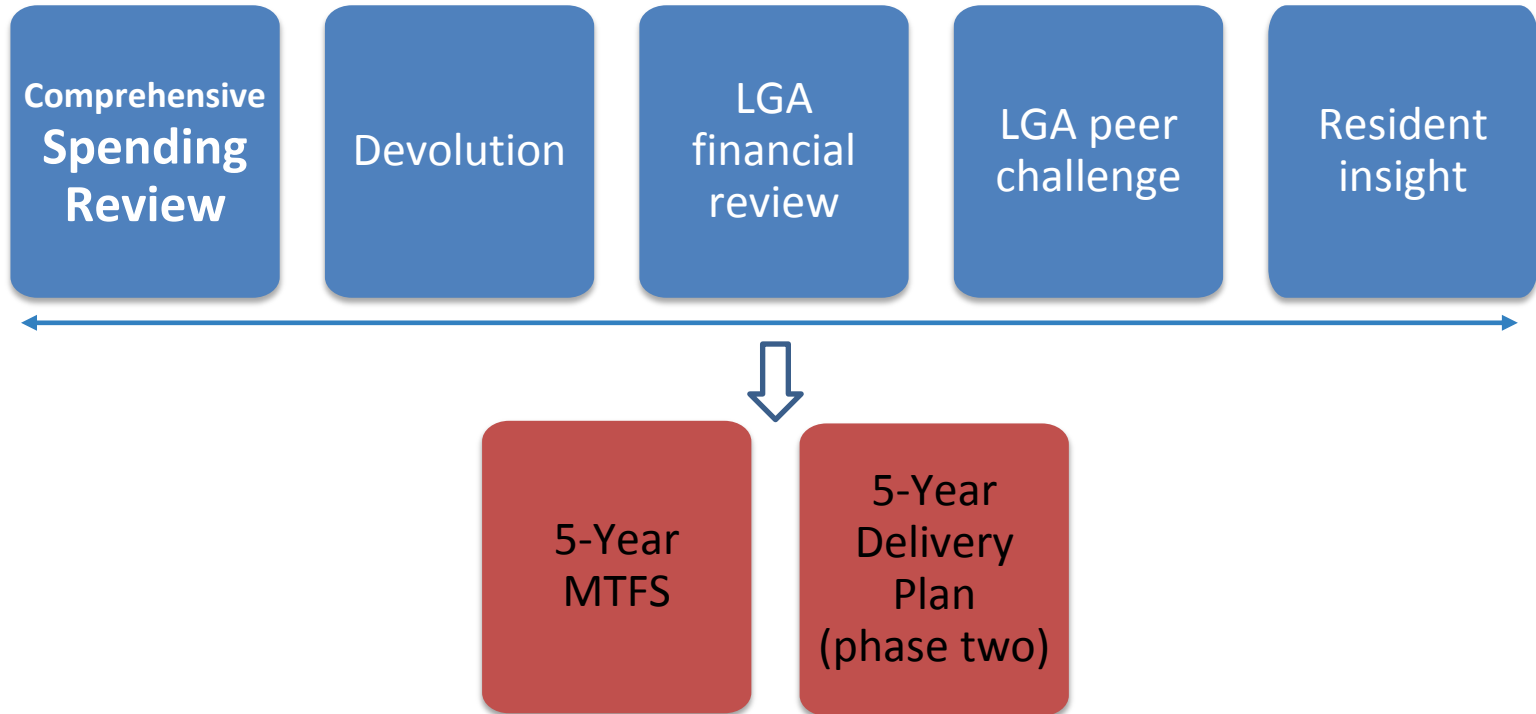 Comprehensive
Spending
Review
Devolution
LGA
financial
review
LGA peer
challenge
Resident
insight
5-Year
MTFS
5-Year
Delivery
Plan
(phase two)